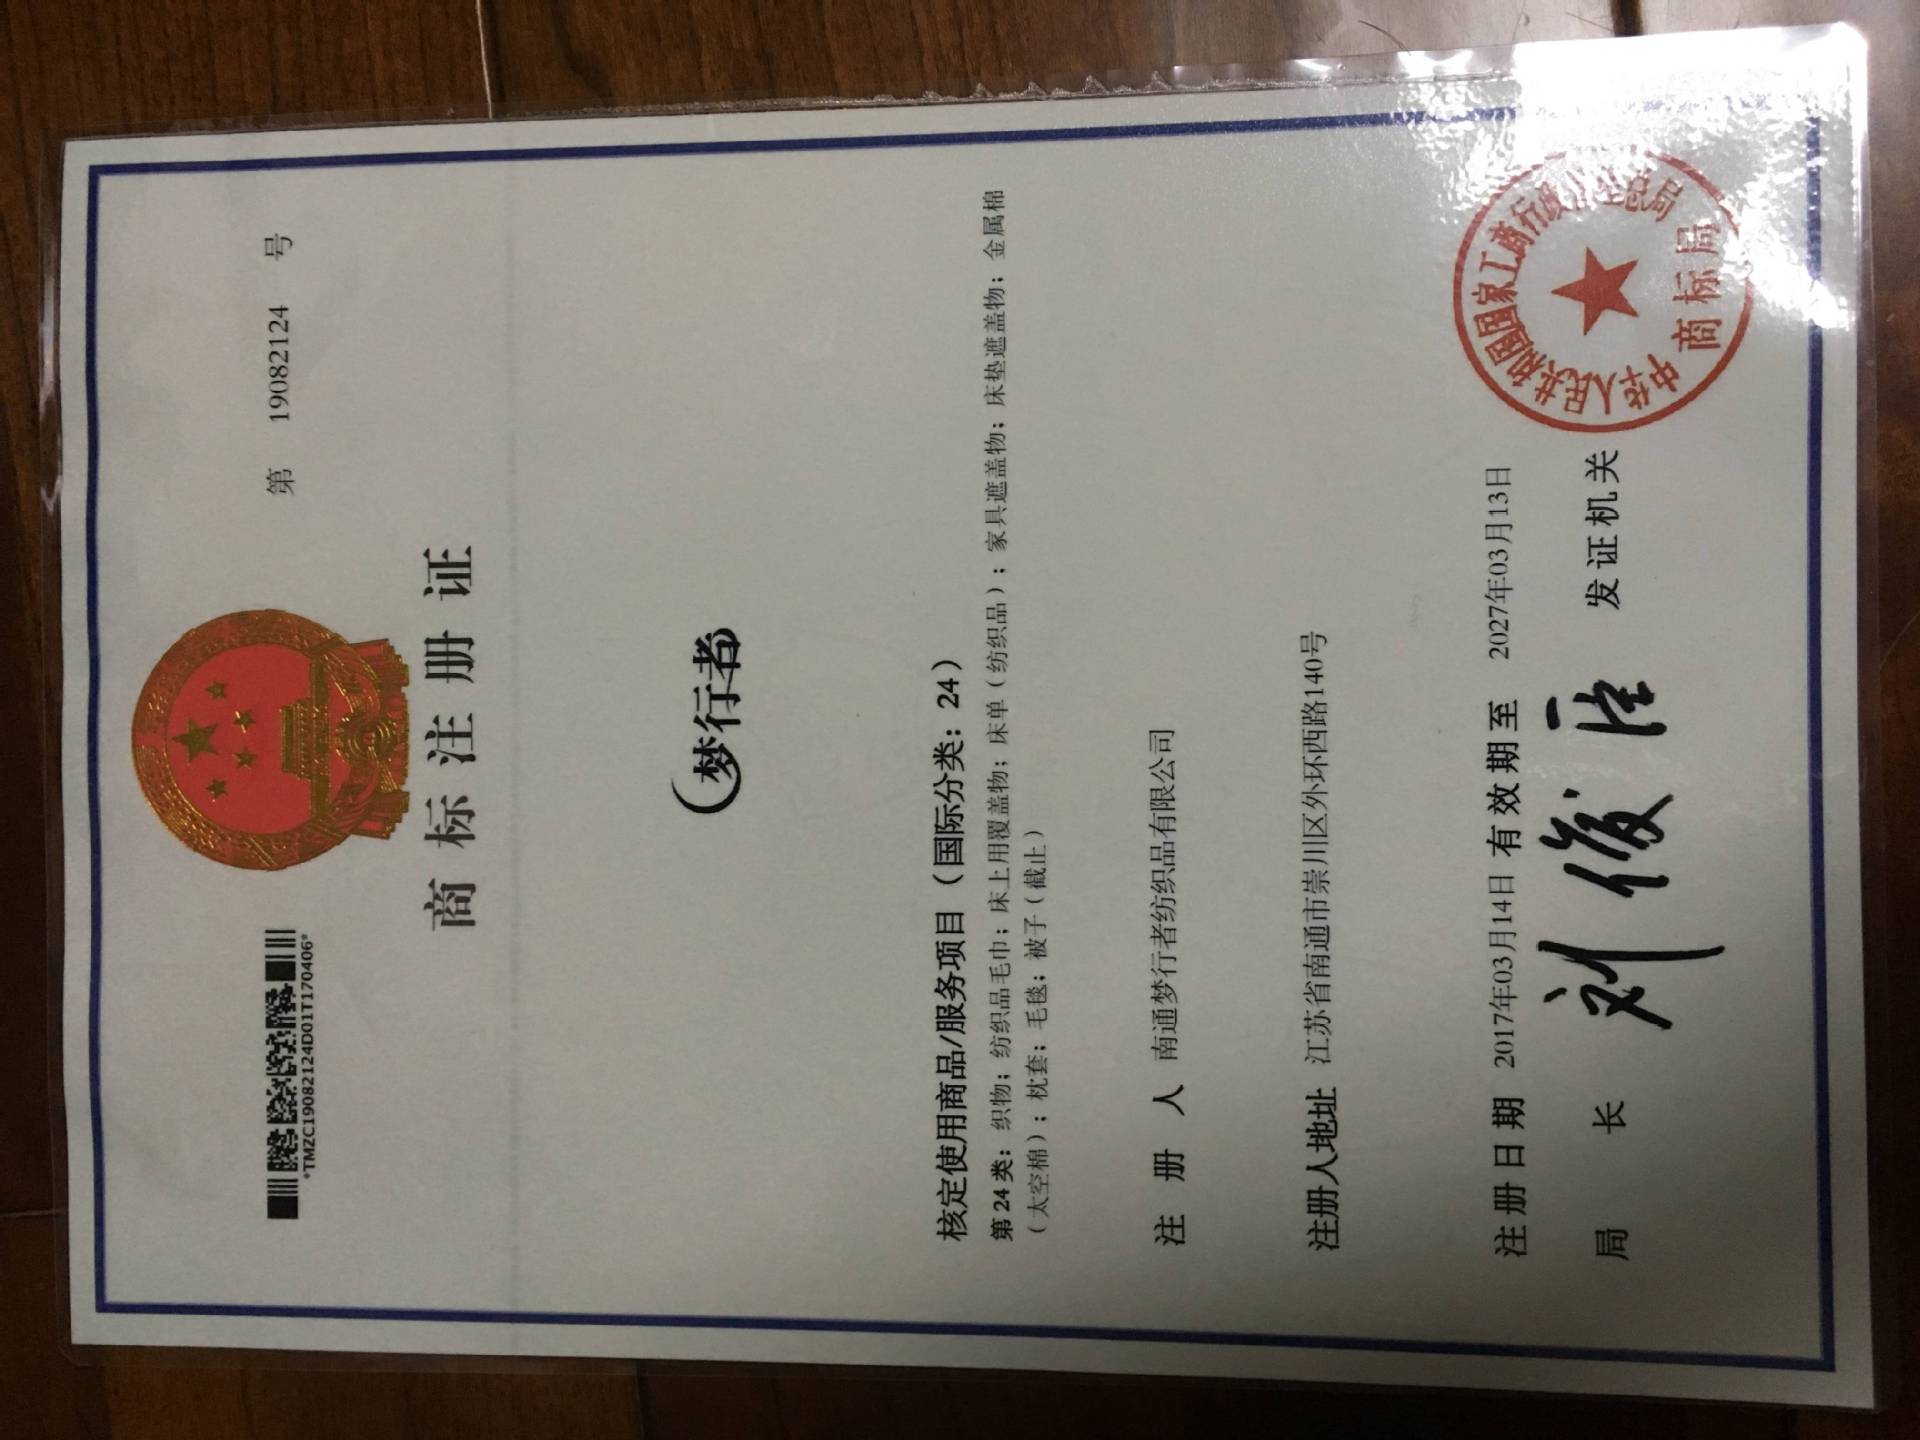 *TMZC19082124D01T170406*
第 19082124 号
商标注册证
梦行者
核定使用商品/服务项目（国际分类：24）
第24类：织物；纺织品毛巾；床上用覆盖物；床单（纺织品）；家具遮盖物；床垫遮盖物；金属棉
（太空棉）；枕套；毛毯；被子（截止）
注 册 人 南通梦行者纺织品有限公司
注册人地址 江苏省南通市崇川区外环西路140号
注册日期 2017年03月14日 有效期至 2027年03月13日
局 长 刘俊臣 发证机关
中华人民共和国国家工商行政管理总局
商标局